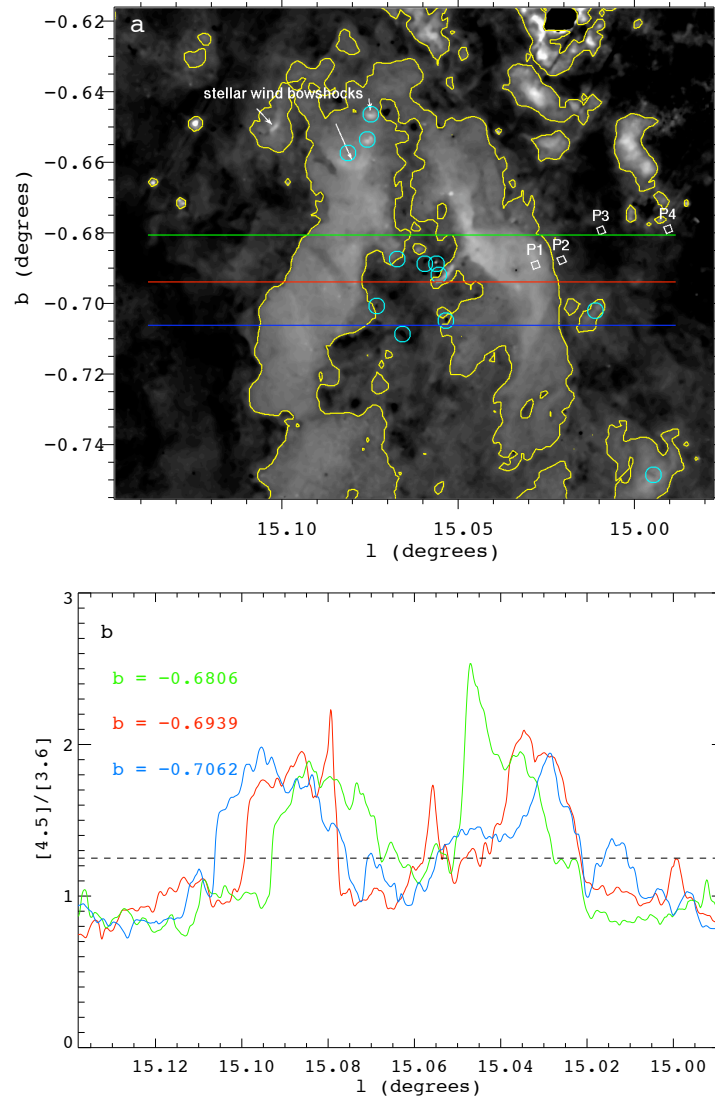 a
stellar wind bowshocks
P3
P4
P1
P2
-0.62
-0.64
-0.66
-0.68
-0.70
-0.72
-0.74
b (degrees)
15.10
15.05
15.00
l (degrees)
b
b = -0.6806
b = -0.6939
b = -0.7062
3
2
1
0
[4.5]/[3.6]
15.12
15.10
15.08
15.06
15.04
15.02
15.00
l (degrees)